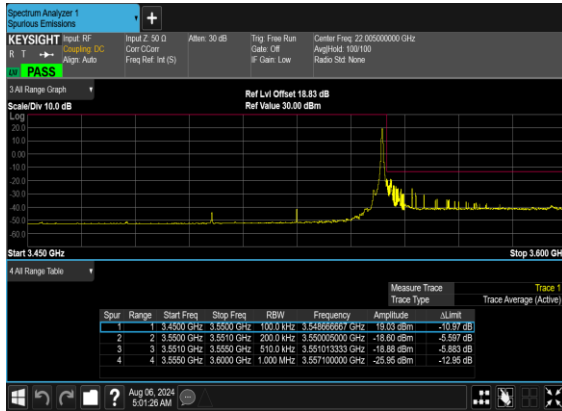 Spectrum Analyzer 1
Spurious Emissions
KEYSIGHT Input: RF Input Z: 50 Ω Atten: 30 dB Trig: Free Run Center Freq: 22.005000000 GHz
R T Coupling: DC Corr CCorr Gate: Off Avg|Hold: 100/100
Align: Auto Freq Ref: Int (S) IF Gain: Low Radio Std: None
PASS
3 All Range Graph
Ref Lvl Offset 18.83 dB
Scale/Div 10.0 dB Ref Value 30.00 dBm
Log
20.0
10.0
0.00
-10.0
-20.0
-30.0
-40.0
-50.0
-60.0
Start 3.450 GHz Stop 3.600 GH
4 All Range Table
Measure Trace Trace 1
Trace Type Trace Average (Active)
Spur Range Start Freq Stop Freq RBW Frequency Amplitude ΔLimit
1 1 3.4500 GHz 3.5500 GHz 100.0 kHz 3.548666667 GHz 19.03 dBm -10.97 dB
2 2 3.5500 GHz 3.5510 GHz 200.0 kHz 3.550005000 GHz -18.60 dBm -5.597 dB
3 3 3.5510 GHz 3.5550 GHz 510.0 kHz 3.551013333 GHz -18.88 dBm -5.883 dB
4 4 3.5550 GHz 3.6000 GHz 1.000 MHz 3.557100000 GHz -25.95 dBm -12.95 dB
? Aug 06, 2024
5:01:26 AM